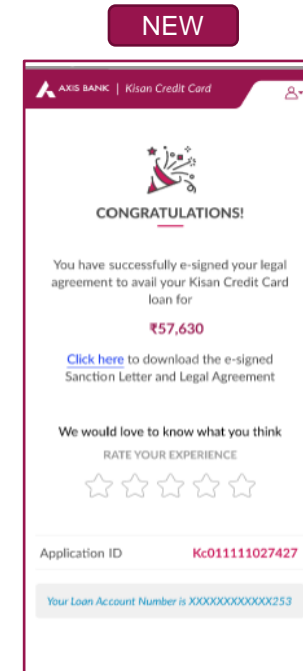 NEW
AXIS BANK | Kisan Credit Card
CONGRATULATIONS!
You have successfully e-signed your legal
agreement to avail your Kisan Credit Card
loan for
₹57,630
Click here to download the e-signed
Sanction Letter and Legal Agreement
We would love to know what you think
RATE YOUR EXPERIENCE
Application ID Kc011111027427
Your Loan Account Number is XXXXXXXXXXXX253